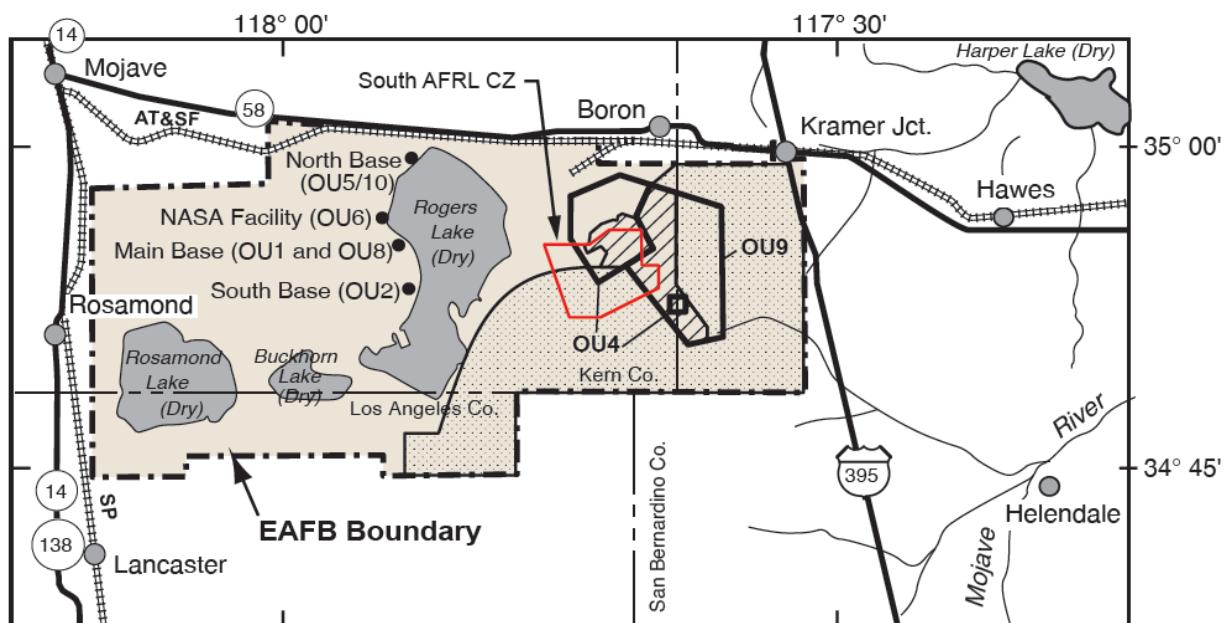 118° 00'
117° 30'
14
Mojave
58
AT&SF
South AFRL CZ
Boron
Kramer Jct.
Harper Lake (Dry)
35° 00'
Hawes
North Base
(OU5/10)
NASA Facility (OU6)
Main Base (OU1 and OU8)
South Base (OU2)
Rogers
Lake
(Dry)
OU9
OU4
Rosamond
Rosamond
Lake
(Dry)
Buckhorn
Lake
(Dry)
Kern Co.
Los Angeles Co.
San Bernardino Co.
EAFB Boundary
14
138
SP
Lancaster
395
34° 45'
River
Mojave
Helendale